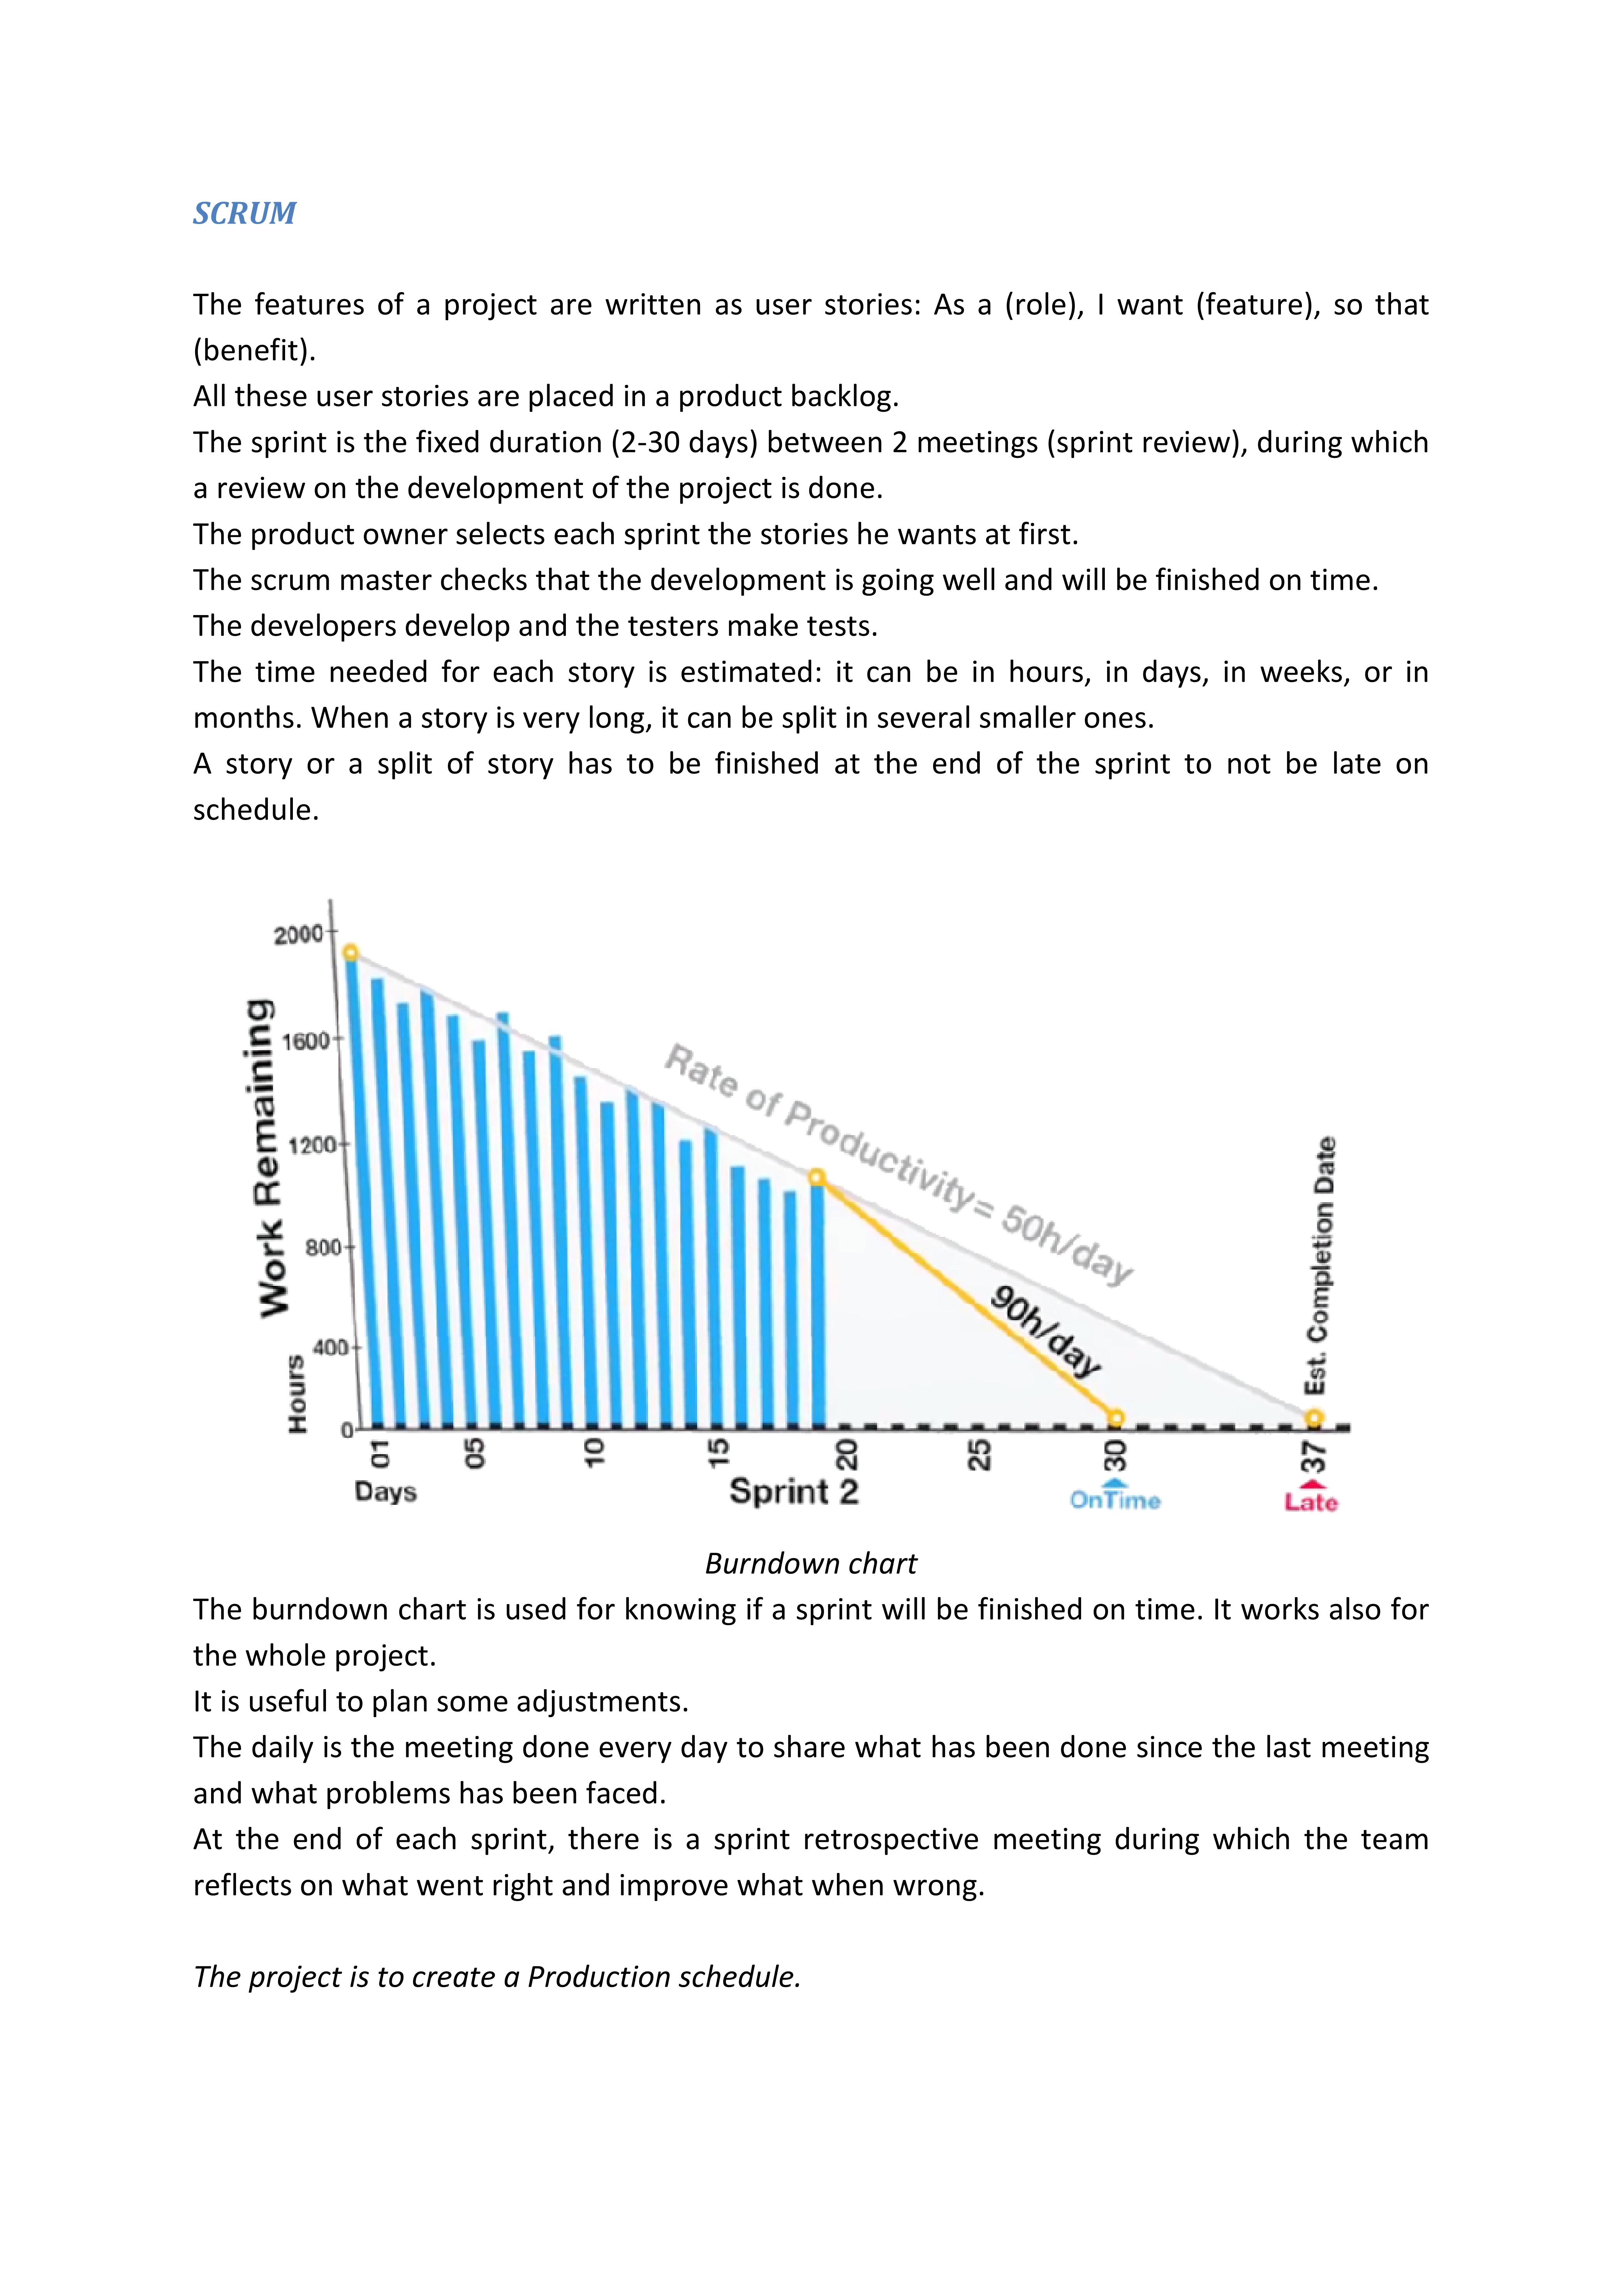 SCRUM
The features of a project are written as user stories: As a (role), I want (feature), so that
(benefit).
All these user stories are placed in a product backlog.
The sprint is the fixed duration (2-30 days) between 2 meetings (sprint review), during which
a review on the development of the project is done.
The product owner selects each sprint the stories he wants at first.
The scrum master checks that the development is going well and will be finished on time.
The developers develop and the testers make tests.
The time needed for each story is estimated: it can be in hours, in days, in weeks, or in
months. When a story is very long, it can be split in several smaller ones.
A story or a split of story has to be finished at the end of the sprint to not be late on
schedule.
2000
1600
1200
800
400
0
Hours
Work Remaining
Rate of Productivity= 50h/day
90h/day
Est. Completion Date
01
05
10
15
20
25
30
37
Days
Sprint 2
OnTime
Late
Burndown chart
The burndown chart is used for knowing if a sprint will be finished on time. It works also for
the whole project.
It is useful to plan some adjustments.
The daily is the meeting done every day to share what has been done since the last meeting
and what problems has been faced.
At the end of each sprint, there is a sprint retrospective meeting during which the team
reflects on what went right and improve what when wrong.
The project is to create a Production schedule.